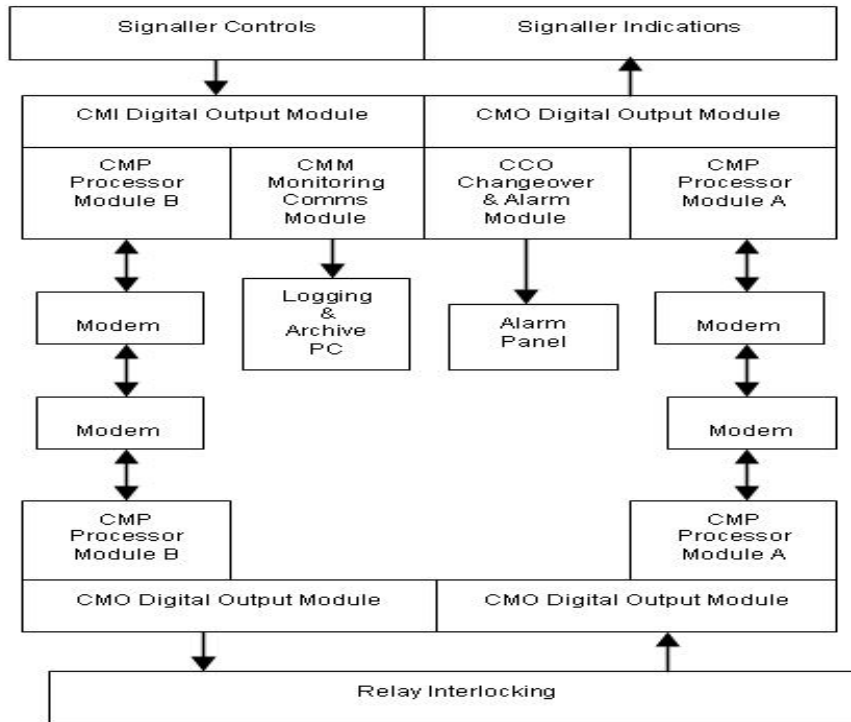 Signaller Controls
Signaller Indications
CMI Digital Output Module
CMO Digital Output Module
CMP
Processor
Module B
CMM
Monitoring
Comms
Module
CCO
Changeover
& Alarm
Module
CMP
Processor
Module A
Logging
&
Archive
PC
Alarm
Panel
Modem
Modem
Modem
Modem
CMP
Processor
Module B
CMP
Processor
Module A
CMO Digital Output Module
CMO Digital Output Module
Relay Interlocking